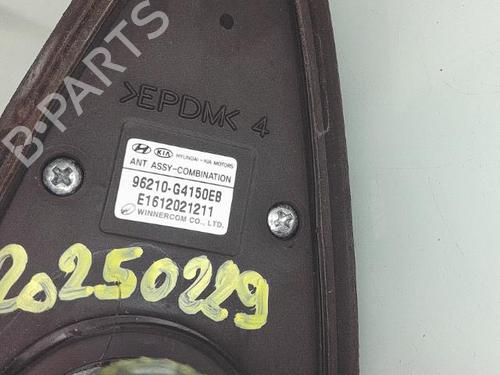 B-PARTS
>EPDM< 4
HYUNDAI - KIA MOTORS
ANT ASSY-COMBINATION
96210-G4150EB
E1612021211
WINNERCOM CO., LTD.
20250229